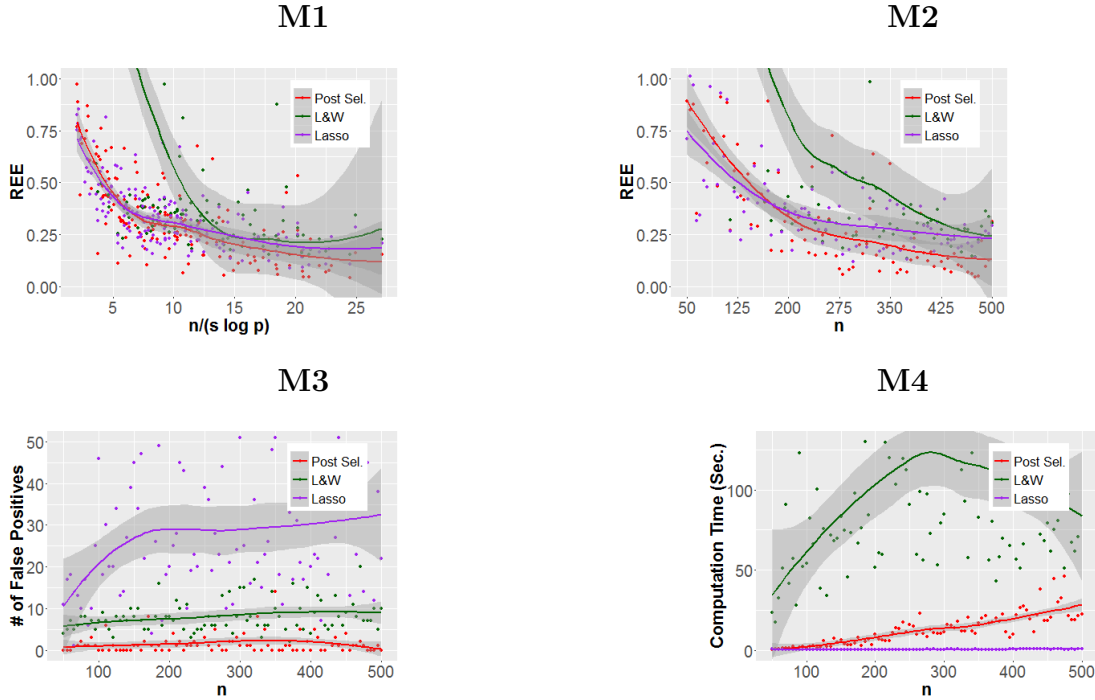 M1
M2
1.00
0.75
0.50
0.25
0.00
REE
Post Sel.
L&W
Lasso
5
10
15
20
25
n/(s log p)
1.00
0.75
0.50
0.25
0.00
REE
Post Sel.
L&W
Lasso
50
125
200
275
350
425
500
n
M3
M4
50
40
30
20
10
0
# of False Positives
Post Sel.
L&W
Lasso
100
200
300
400
500
n
100
50
0
Computation Time (Sec.)
Post Sel.
L&W
Lasso
100
200
300
400
500
n